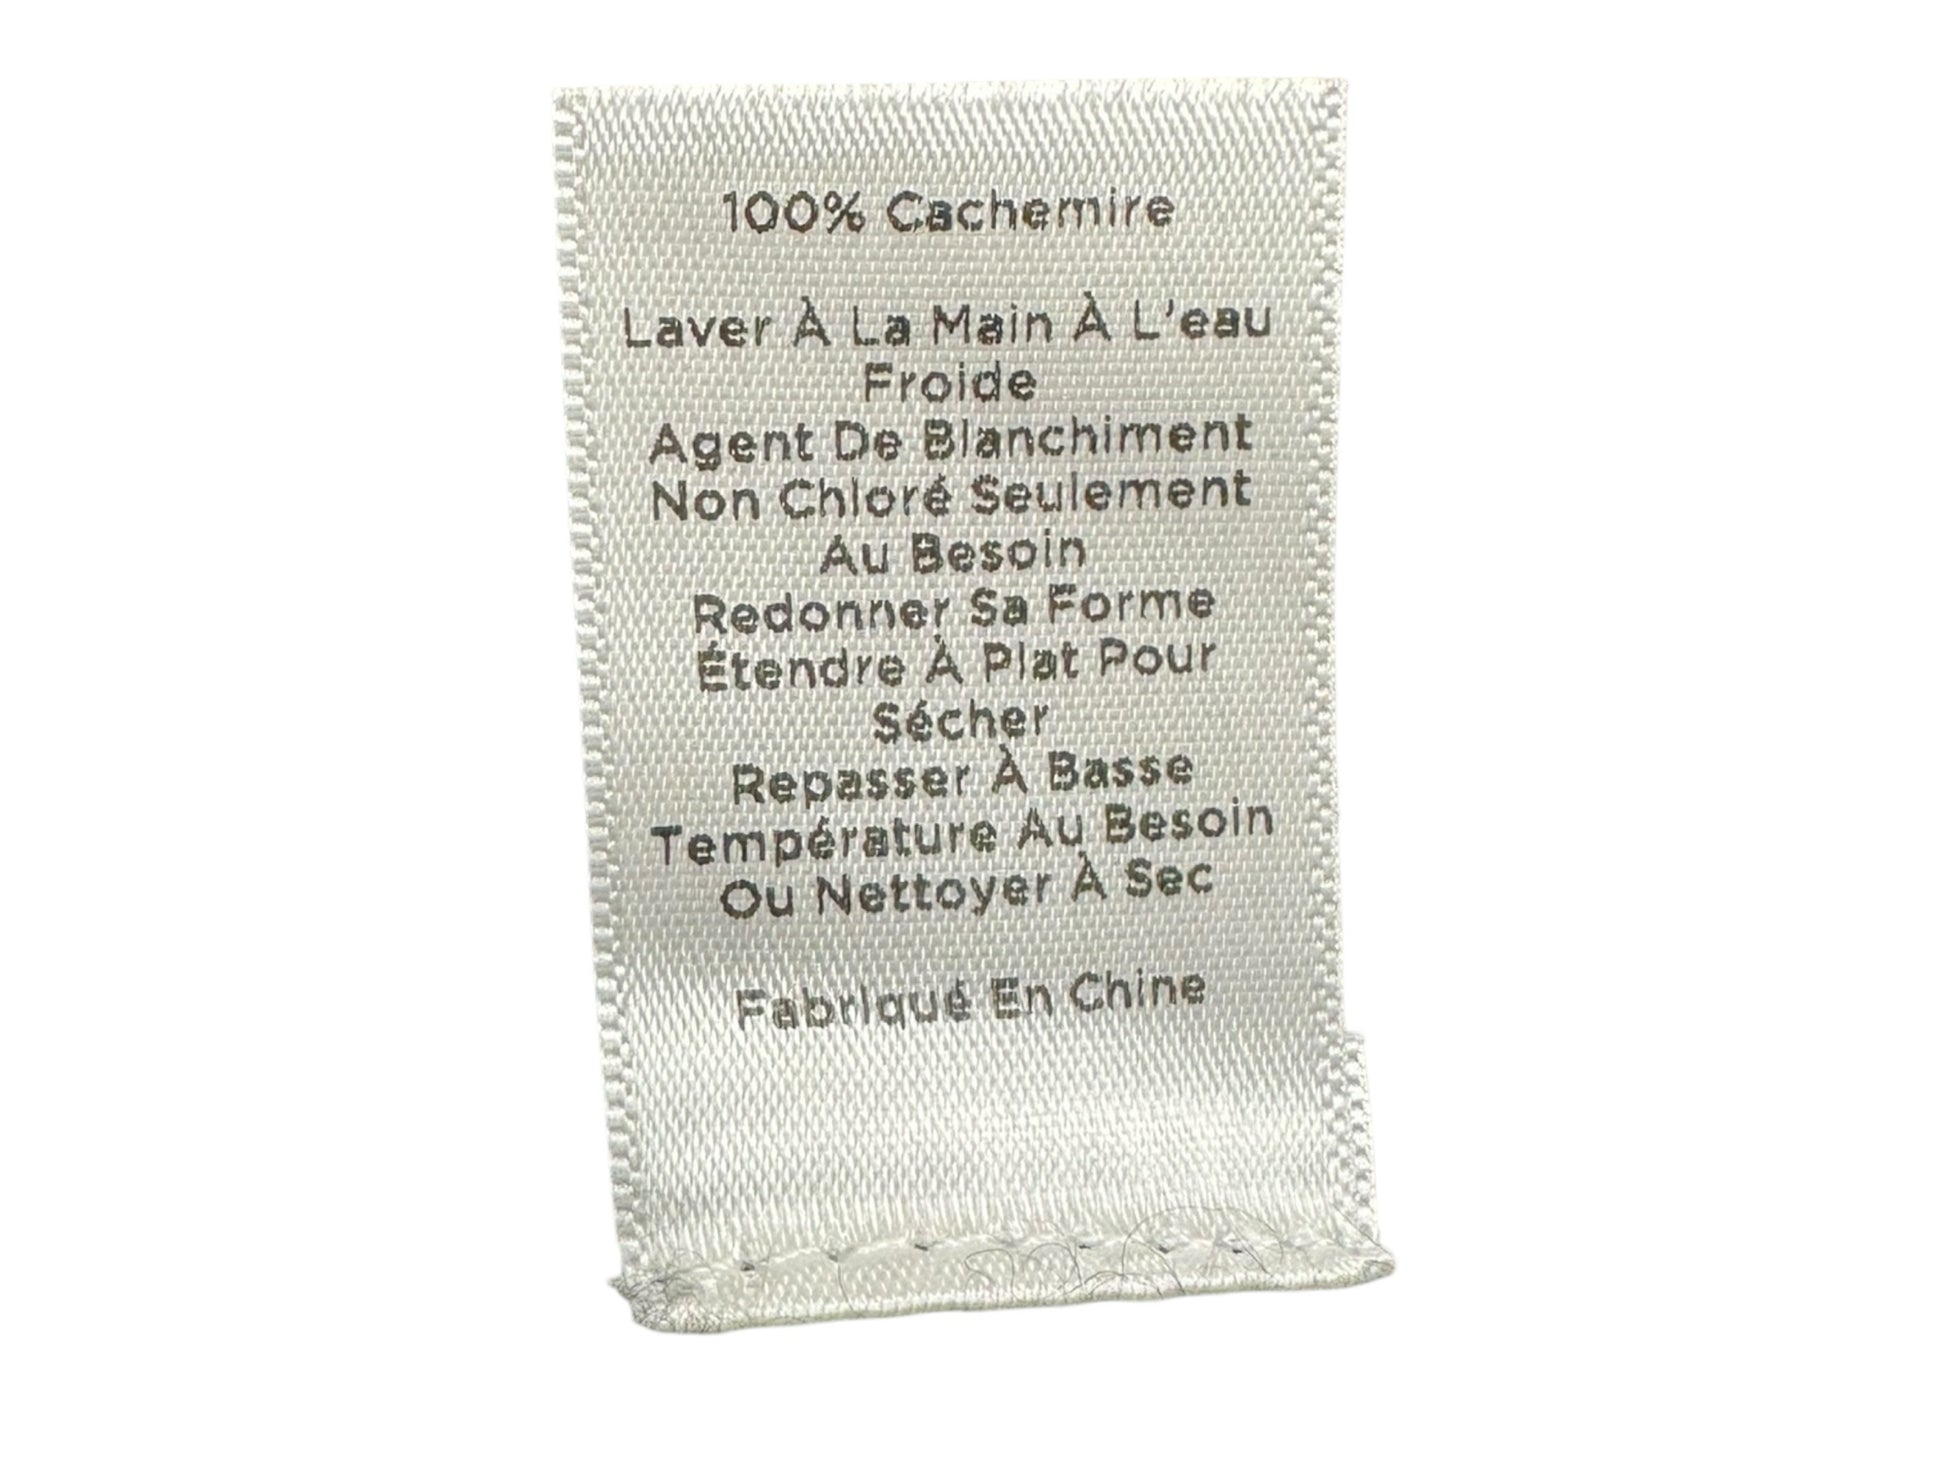 100% Cachemire
Laver À La Main À L'eau
Froide
Agent De Blanchiment
Non Chloré Seulement
Au Besoin
Redonner Sa Forme
Étendre À Plat Pour
Sécher
Repasser À Basse
Température Au Besoin
Ou Nettoyer À Sec
Fabriqué En Chine